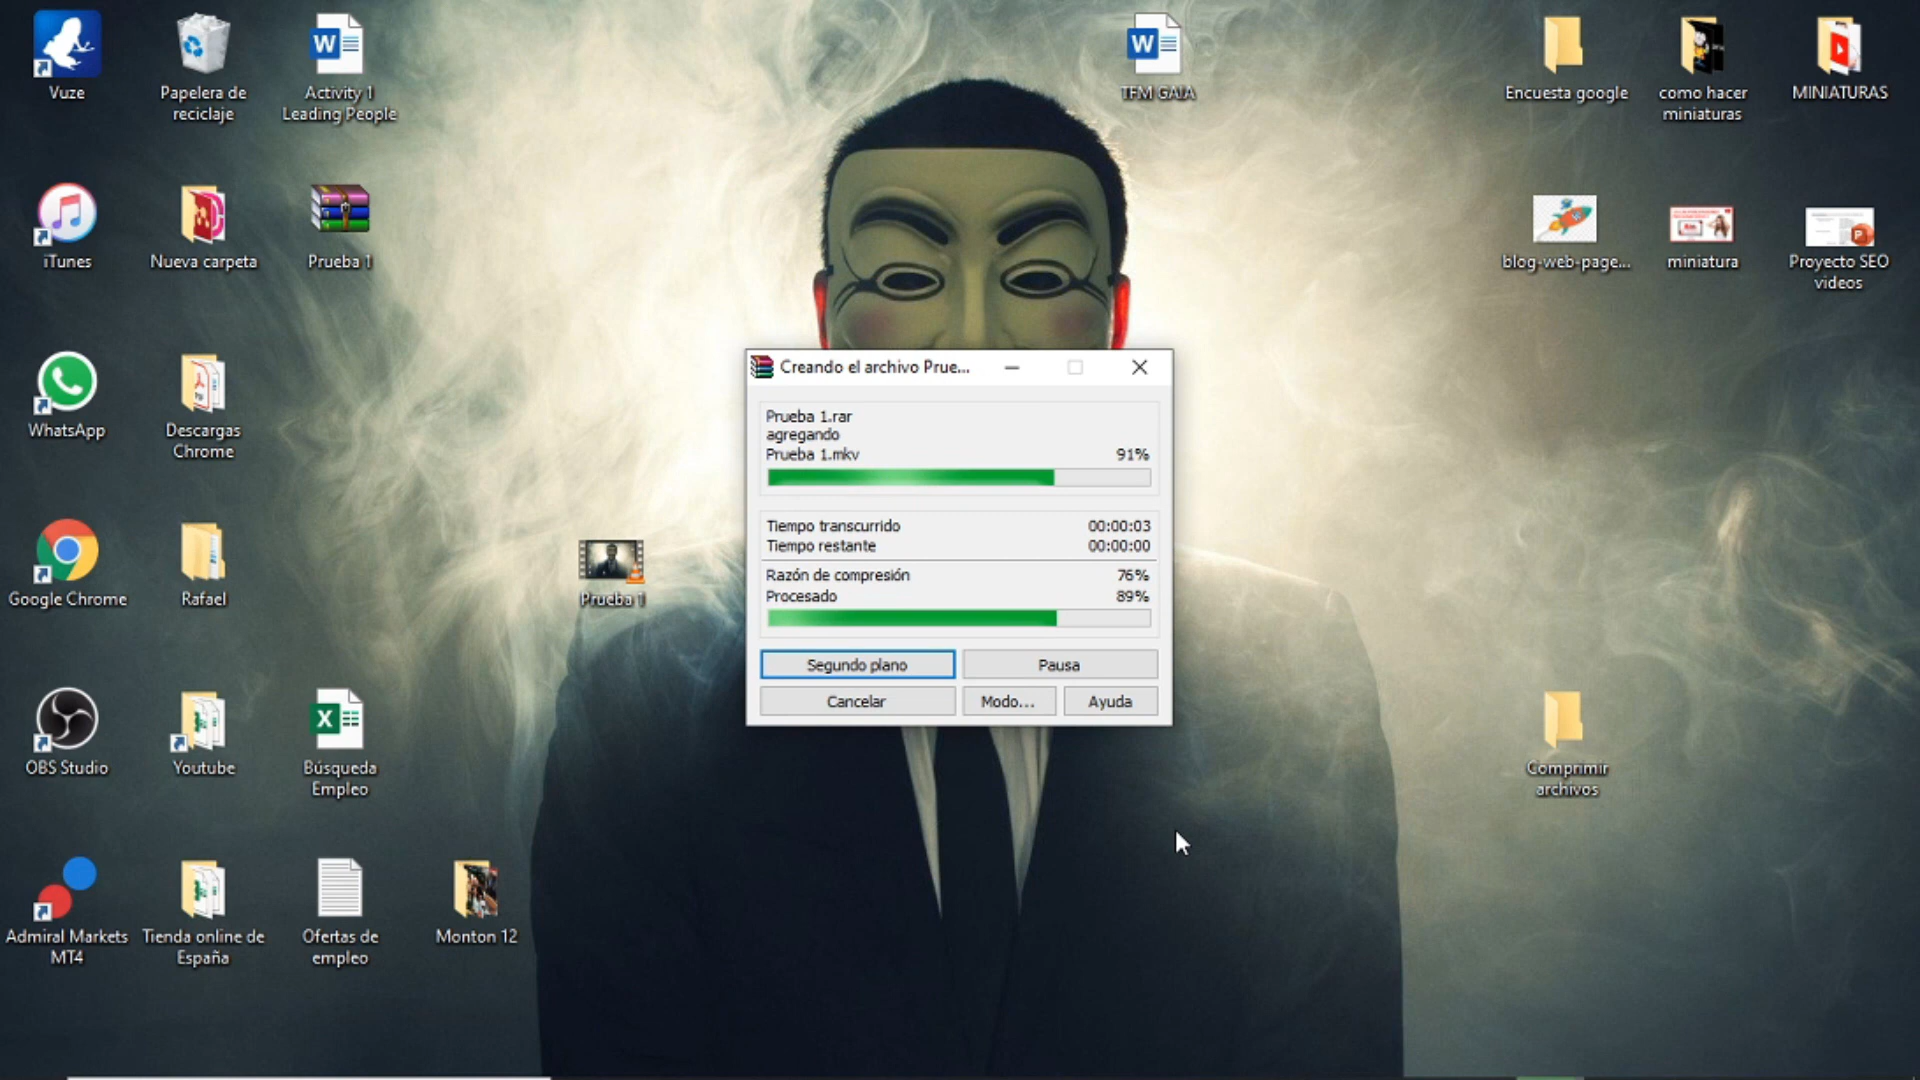 Vuze
Papelera de
reciclaje
Activity 1
Leading People
TFM GAIA
Encuesta google
como hacer
miniaturas
MINIATURAS
iTunes
Nueva carpeta
Prueba 1
blog-web-page...
miniatura
Proyecto SEO
videos
WhatsApp
Descargas
Chrome
Google Chrome
Rafael
Prueba 1
OBS Studio
Youtube
Búsqueda
Empleo
Comprimir
archivos
Admiral Markets
MT4
Tienda online de
España
Ofertas de
empleo
Monton 12
Creando el archivo Prue...
Prueba 1.rar
agregando
Prueba 1.mkv 91%
Tiempo transcurrido 00:00:03
Tiempo restante 00:00:00
Razón de compresión 76%
Procesado 89%
Segundo plano Pausa
Cancelar Modo... Ayuda